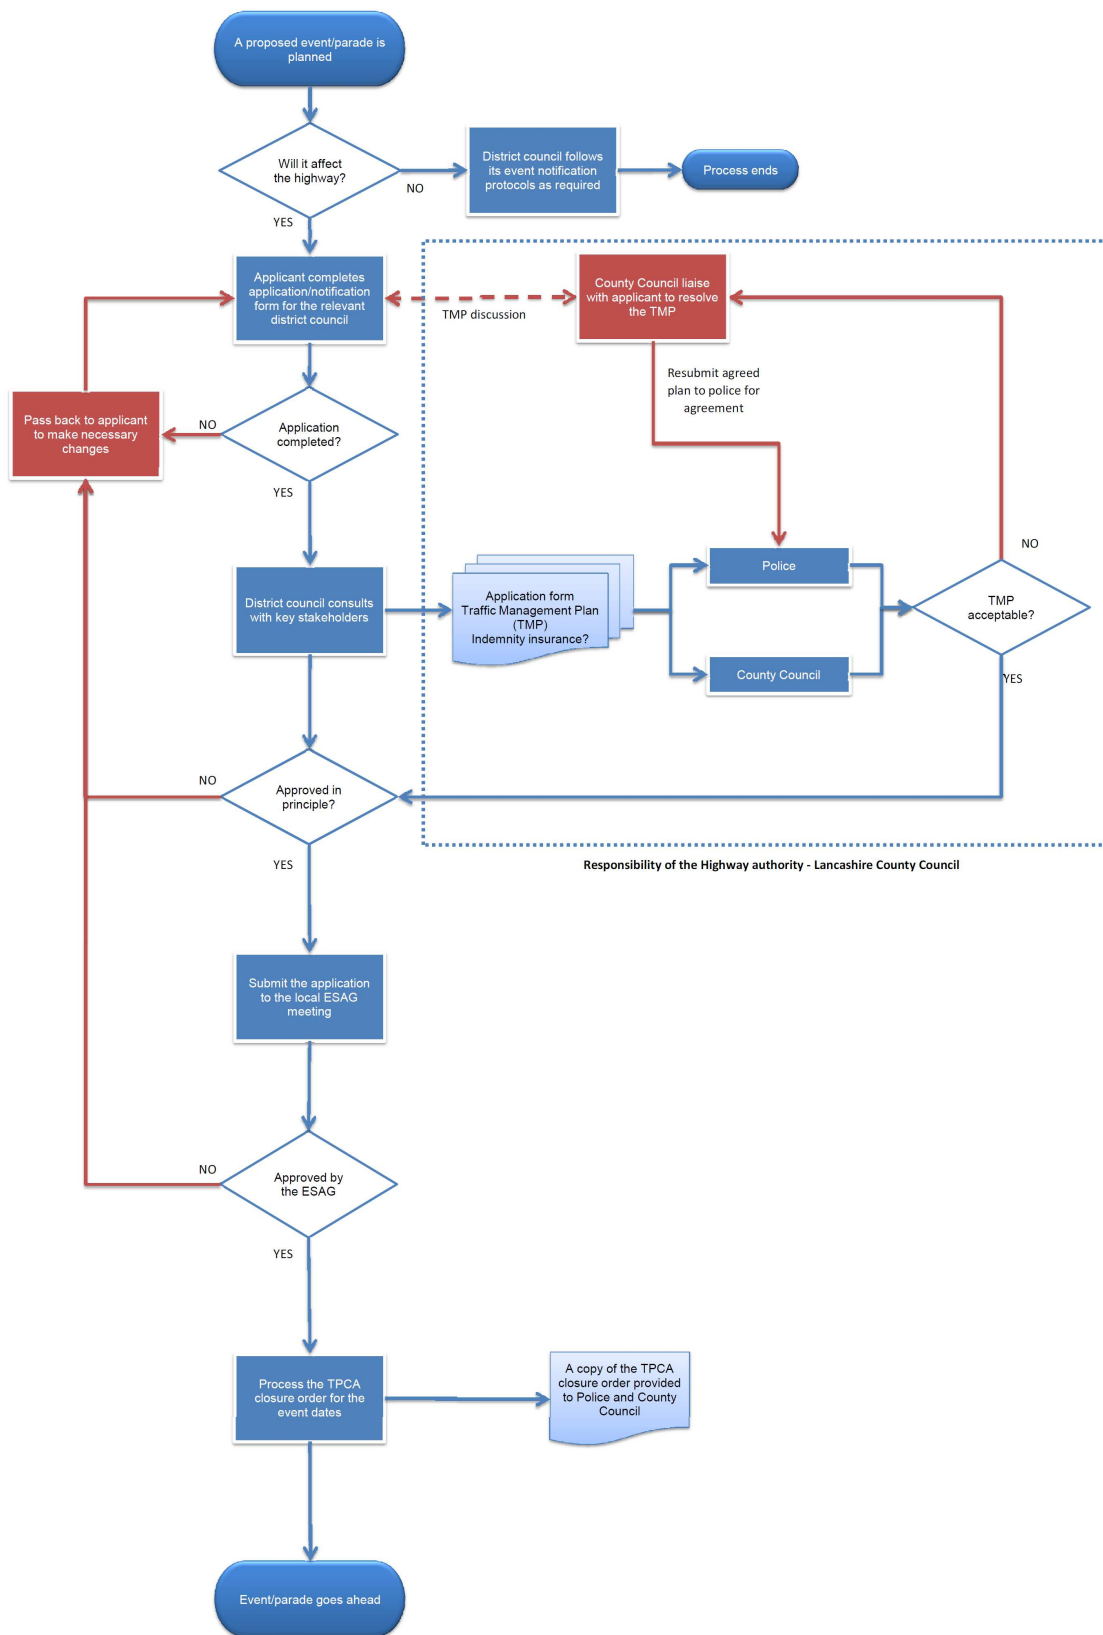 A proposed event/parade is
planned
Will it affect
the highway?
NO
District council follows
its event notification
protocols as required
Process ends
YES
Applicant completes
application/notification
form for the relevant
district council
TMP discussion
County Council liaise
with applicant to resolve
the TMP
Resubmit agreed
plan to police for
agreement
Pass back to applicant
to make necessary
changes
NO
Application
completed?
YES
District council consults
with key stakeholders
Application form
Traffic Management Plan
(TMP)
Indemnity insurance?
Police
County Council
NO
TMP
acceptable?
YES
NO
Approved in
principle?
YES
Responsibility of the Highway authority - Lancashire County Council
Submit the application
to the local ESAG
meeting
NO
Approved by
the ESAG
YES
Process the TPCA
closure order for the
event dates
A copy of the TPCA
closure order provided
to Police and County
Council
Event/parade goes ahead